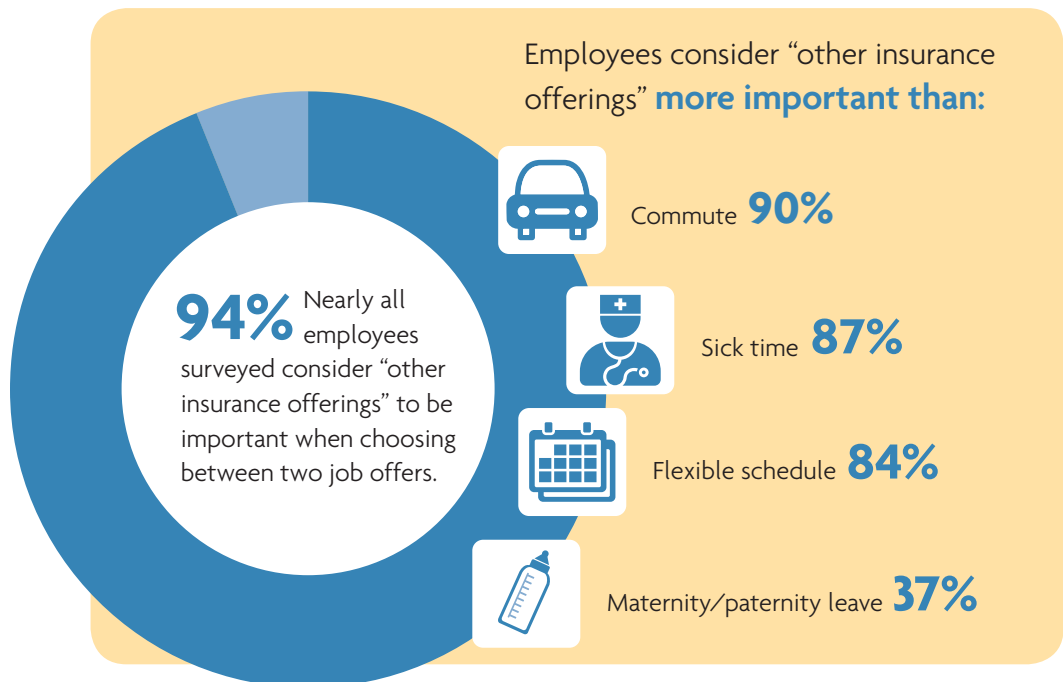 Employees consider “other insurance
offerings” more important than:
Commute 90%
Sick time 87%
Flexible schedule 84%
Maternity/paternity leave 37%
94% Nearly all
employees
surveyed consider “other
insurance offerings” to be
important when choosing
between two job offers.